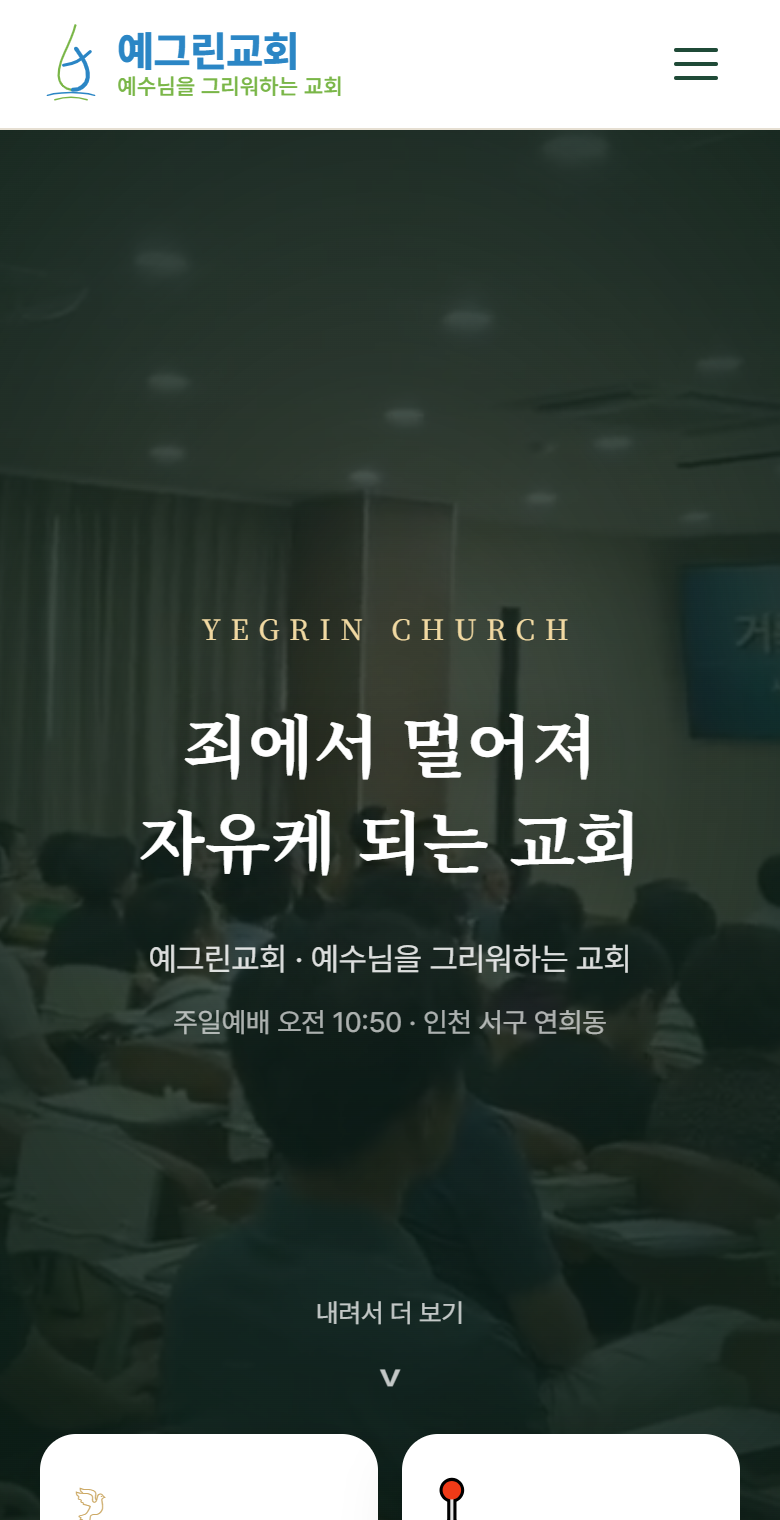 예그린교회
예수님을 그리워하는 교회
YEGRIN CHURCH
죄에서 멀어져
자유케 되는 교회
예그린교회 · 예수님을 그리워하는 교회
주일예배 오전 10:50 · 인천 서구 연희동
내려서 더 보기